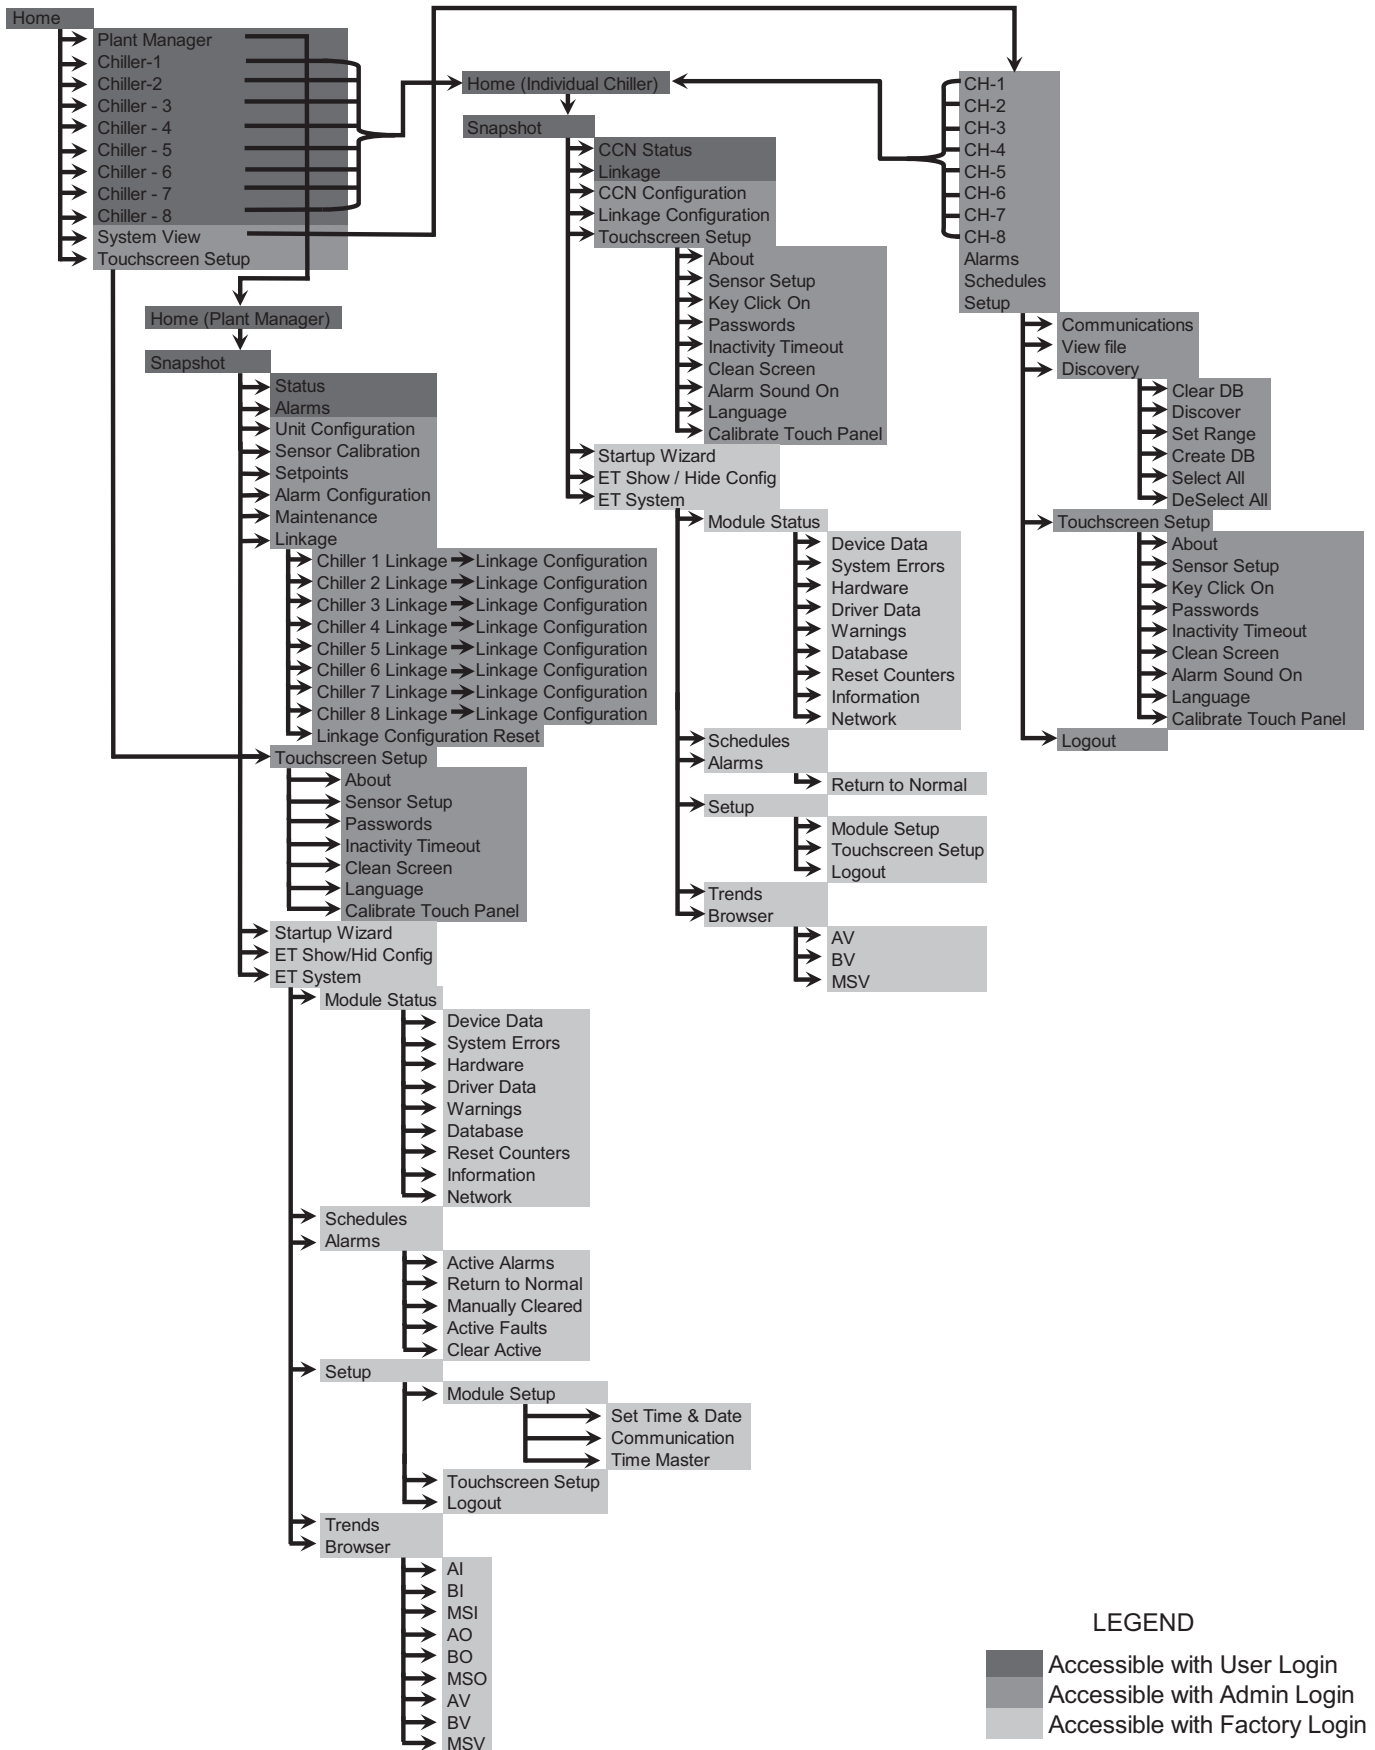 Home
Plant Manager
Chiller-1
Chiller-2
Chiller - 3
Chiller - 4
Chiller - 5
Chiller - 6
Chiller - 7
Chiller - 8
System View
Touchscreen Setup
Home (Plant Manager)
Snapshot
Status
Alarms
Unit Configuration
Sensor Calibration
Setpoints
Alarm Configuration
Maintenance
Linkage
Chiller 1 Linkage Linkage Configuration
Chiller 2 Linkage Linkage Configuration
Chiller 3 Linkage Linkage Configuration
Chiller 4 Linkage Linkage Configuration
Chiller 5 Linkage Linkage Configuration
Chiller 6 Linkage Linkage Configuration
Chiller 7 Linkage Linkage Configuration
Chiller 8 Linkage Linkage Configuration
Linkage Configuration Reset
Touchscreen Setup
About
Sensor Setup
Passwords
Inactivity Timeout
Clean Screen
Language
Calibrate Touch Panel
Startup Wizard
ET Show/Hid Config
ET System
Module Status
Device Data
System Errors
Hardware
Driver Data
Warnings
Database
Reset Counters
Information
Network
Schedules
Alarms
Active Alarms
Return to Normal
Manually Cleared
Active Faults
Clear Active
Setup
Module Setup
Set Time & Date
Communication
Time Master
Touchscreen Setup
Logout
Trends
Browser
AI
BI
MSI
AO
BO
MSO
AV
BV
MSV
Home (Individual Chiller)
Snapshot
CCN Status
Linkage
CCN Configuration
Linkage Configuration
Touchscreen Setup
About
Sensor Setup
Key Click On
Passwords
Inactivity Timeout
Clean Screen
Alarm Sound On
Language
Calibrate Touch Panel
Startup Wizard
ET Show / Hide Config
ET System
Module Status
Device Data
System Errors
Hardware
Driver Data
Warnings
Database
Reset Counters
Information
Network
Schedules
Alarms
Return to Normal
Setup
Module Setup
Touchscreen Setup
Logout
Trends
Browser
AV
BV
MSV
CH-1
CH-2
CH-3
CH-4
CH-5
CH-6
CH-7
CH-8
Alarms
Schedules
Setup
Communications
View file
Discovery
Clear DB
Discover
Set Range
Create DB
Select All
DeSelect All
Touchscreen Setup
About
Sensor Setup
Key Click On
Passwords
Inactivity Timeout
Clean Screen
Alarm Sound On
Language
Calibrate Touch Panel
Logout
LEGEND
Accessible with User Login
Accessible with Admin Login
Accessible with Factory Login